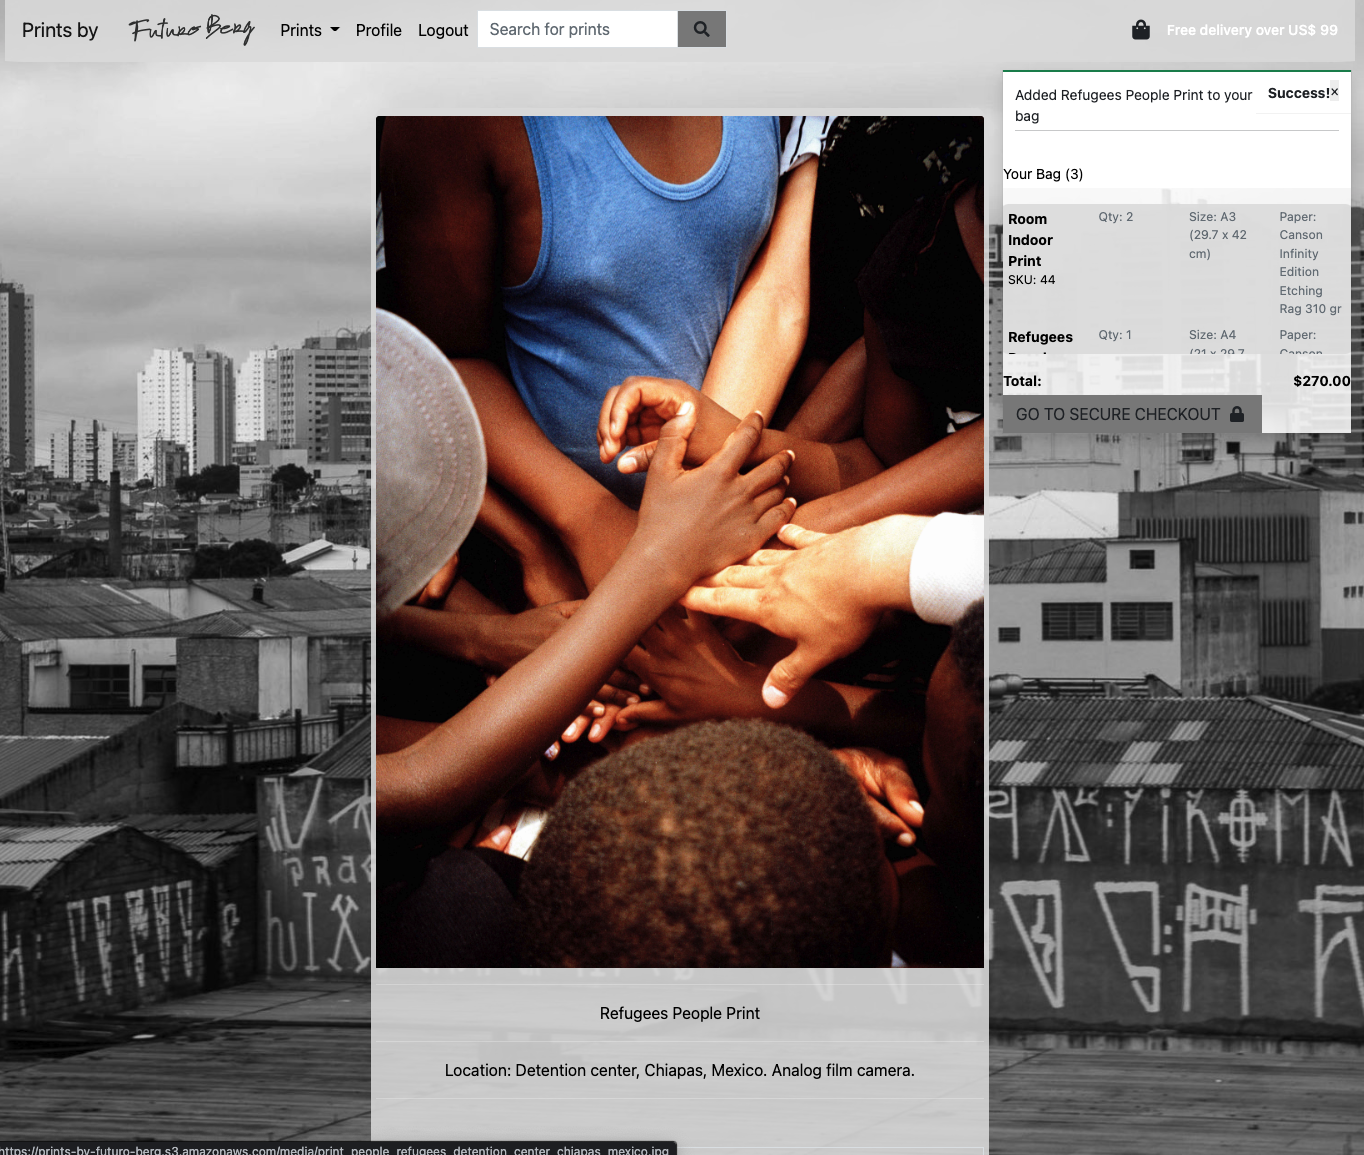 Prints by
Futuro Berg
Prints
Profile
Logout
Search for prints
Free delivery over US$ 99
Added Refugees People Print to your
bag
Success!×
Your Bag (3)
Room
Indoor
Print
SKU: 44
Qty: 2
Size: A3
(29.7 x 42
cm)
Paper:
Canson
Infinity
Edition
Etching
Rag 310 gr
Refugees
Qty: 1
Size: A4
(21 x 29.7
Paper:
Canson
Total:
$270.00
GO TO SECURE CHECKOUT
Refugees People Print
Location: Detention center, Chiapas, Mexico. Analog film camera.
https://prints-by-futuro-berg.s3.amazonaws.com/media/print_people_refugees_detention_center_chiapas_mexico.jpg